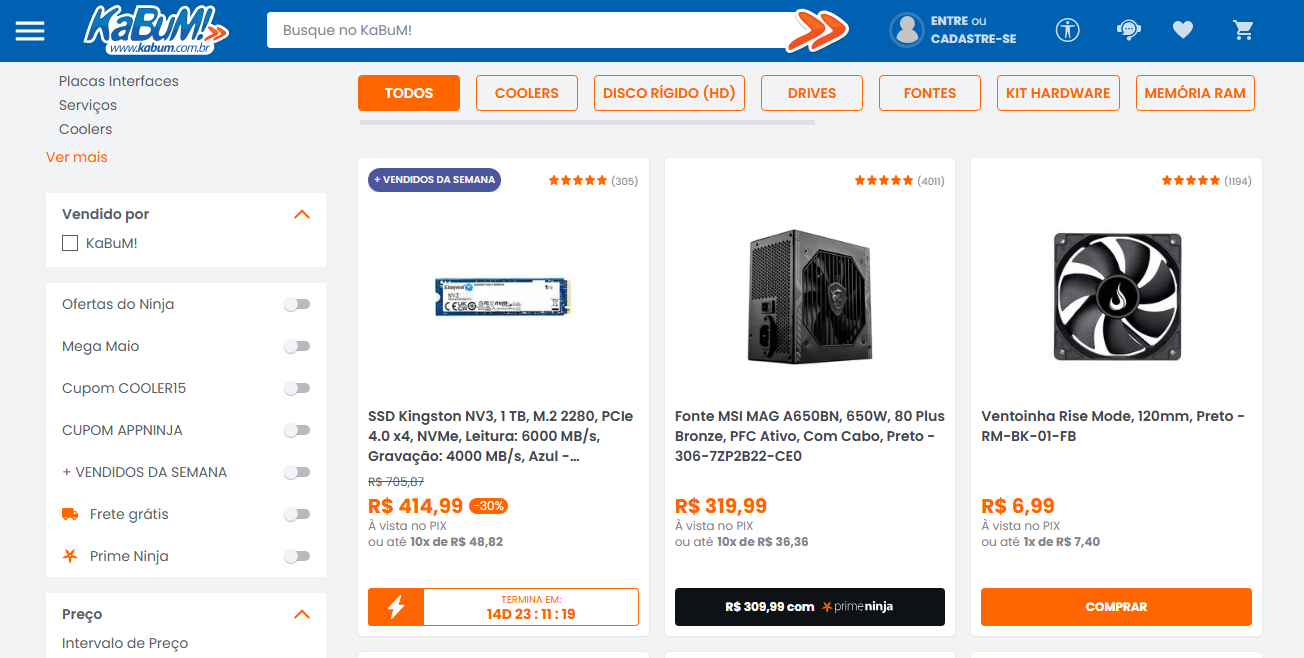 KaBuM!
www.kabum.com.br
Busque no KaBuM!
ENTRE ou
CADASTRE-SE
Placas Interfaces
Serviços
Coolers
Ver mais
Vendido por
KaBuM!
Ofertas do Ninja
Mega Maio
Cupom COOLER15
CUPOM APPNINJA
+ VENDIDOS DA SEMANA
Frete grátis
Prime Ninja
Preço
Intervalo de Preço
TODOS
COOLERS
DISCO RÍGIDO (HD)
DRIVES
FONTES
KIT HARDWARE
MEMÓRIA RAM
+ VENDIDOS DA SEMANA
(305)
Kingston
NV3
SSD Kingston NV3, 1 TB, M.2 2280, PCIe
4.0 x4, NVMe, Leitura: 6000 MB/s,
Gravação: 4000 MB/s, Azul -...
R$ 705,87
R$ 414,99 -30%
À vista no PIX
ou até 10x de R$ 48,82
TERMINA EM:
14D 23 : 11 : 19
(4011)
Fonte MSI MAG A650BN, 650W, 80 Plus
Bronze, PFC Ativo, Com Cabo, Preto -
306-7ZP2B22-CE0
R$ 319,99
À vista no PIX
ou até 10x de R$ 36,36
R$ 309,99 com primeninja
(1194)
Ventoinha Rise Mode, 120mm, Preto -
RM-BK-01-FB
R$ 6,99
À vista no PIX
ou até 1x de R$ 7,40
COMPRAR